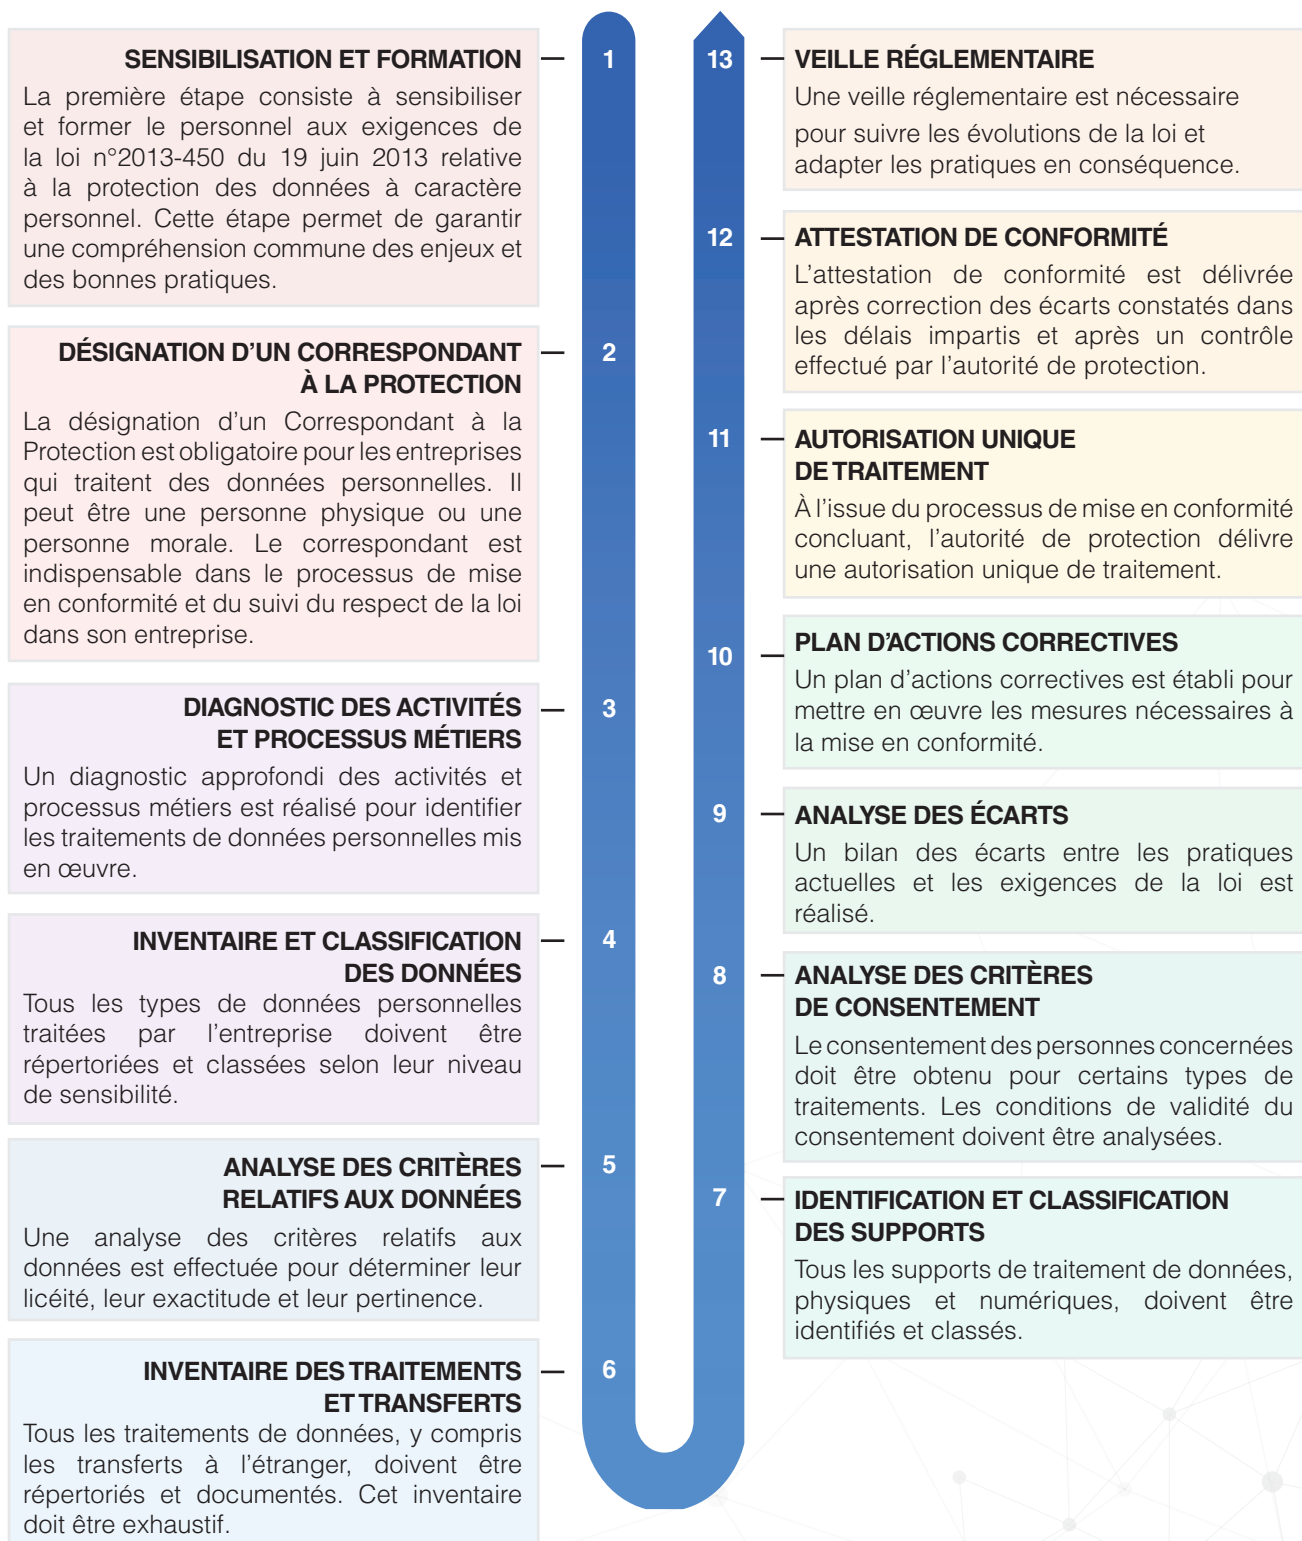 1
SENSIBILISATION ET FORMATION
La première étape consiste à sensibiliser
et former le personnel aux exigences de
la loi n°2013-450 du 19 juin 2013 relative
à la protection des données à caractère
personnel. Cette étape permet de garantir
une compréhension commune des enjeux et
des bonnes pratiques.
2
DÉSIGNATION D'UN CORRESPONDANT
À LA PROTECTION
La désignation d'un Correspondant à la
Protection est obligatoire pour les entreprises
qui traitent des données personnelles. Il
peut être une personne physique ou une
personne morale. Le correspondant est
indispensable dans le processus de mise
en conformité et du suivi du respect de la loi
dans son entreprise.
3
DIAGNOSTIC DES ACTIVITÉS
ET PROCESSUS MÉTIERS
Un diagnostic approfondi des activités et
processus métiers est réalisé pour identifier
les traitements de données personnelles mis
en œuvre.
4
INVENTAIRE ET CLASSIFICATION
DES DONNÉES
Tous les types de données personnelles
traitées par l'entreprise doivent être
répertoriées et classées selon leur niveau
de sensibilité.
5
ANALYSE DES CRITÈRES
RELATIFS AUX DONNÉES
Une analyse des critères relatifs aux
données est effectuée pour déterminer leur
licéité, leur exactitude et leur pertinence.
6
INVENTAIRE DES TRAITEMENTS
ET TRANSFERTS
Tous les traitements de données, y compris
les transferts à l'étranger, doivent être
répertoriés et documentés. Cet inventaire
doit être exhaustif.
13
VEILLE RÉGLEMENTAIRE
Une veille réglementaire est nécessaire
pour suivre les évolutions de la loi et
adapter les pratiques en conséquence.
12
ATTESTATION DE CONFORMITÉ
L'attestation de conformité est délivrée
après correction des écarts constatés dans
les délais impartis et après un contrôle
effectué par l'autorité de protection.
11
AUTORISATION UNIQUE
DE TRAITEMENT
À l'issue du processus de mise en conformité
concluant, l'autorité de protection délivre
une autorisation unique de traitement.
10
PLAN D'ACTIONS CORRECTIVES
Un plan d'actions correctives est établi pour
mettre en œuvre les mesures nécessaires à
la mise en conformité.
9
ANALYSE DES ÉCARTS
Un bilan des écarts entre les pratiques
actuelles et les exigences de la loi est
réalisé.
8
ANALYSE DES CRITÈRES
DE CONSENTEMENT
Le consentement des personnes concernées
doit être obtenu pour certains types de
traitements. Les conditions de validité du
consentement doivent être analysées.
7
IDENTIFICATION ET CLASSIFICATION
DES SUPPORTS
Tous les supports de traitement de données,
physiques et numériques, doivent être
identifiés et classés.